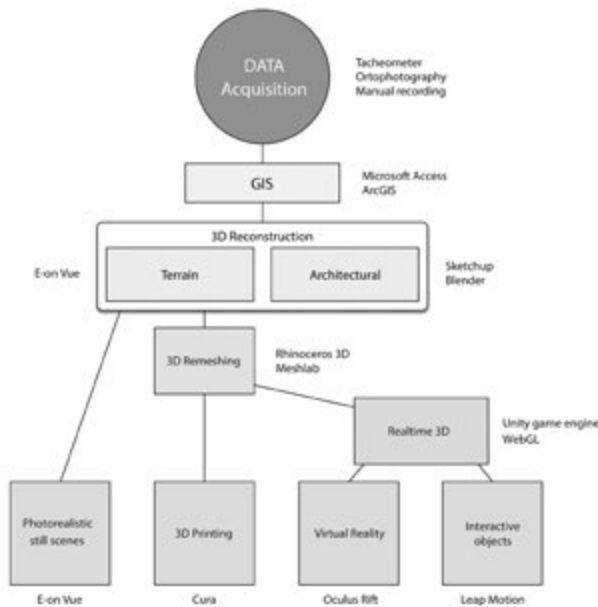 DATA
Acquisition
Tacheometer
Ortophotography
Manual recording
GIS
Microsoft Access
ArcGIS
3D Reconstruction
E-on Vue
Terrain
Architectural
Sketchup
Blender
3D Remeshing
Rhinoceros 3D
Meshlab
Realtime 3D
Unity game engine
WebGL
Photorealistic
still scenes
3D Printing
Virtual Reality
Interactive
objects
E-on Vue
Cura
Oculus Rift
Leap Motion